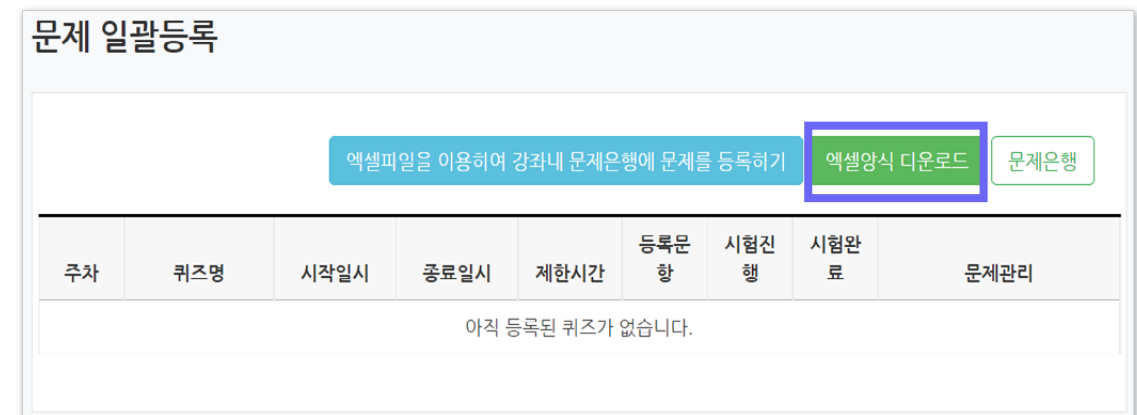 문제 일괄등록
엑셀피일을 이용히여 강좌내 문제은행에 문제를 등록히기 엑셀양식 다운로드 문제은행
주차 퀴즈명 시작일시 종료일시 제한시간 등록문항 시험진행 시험완료 문제관리
아직 등록된 퀴즈가 없습니다.